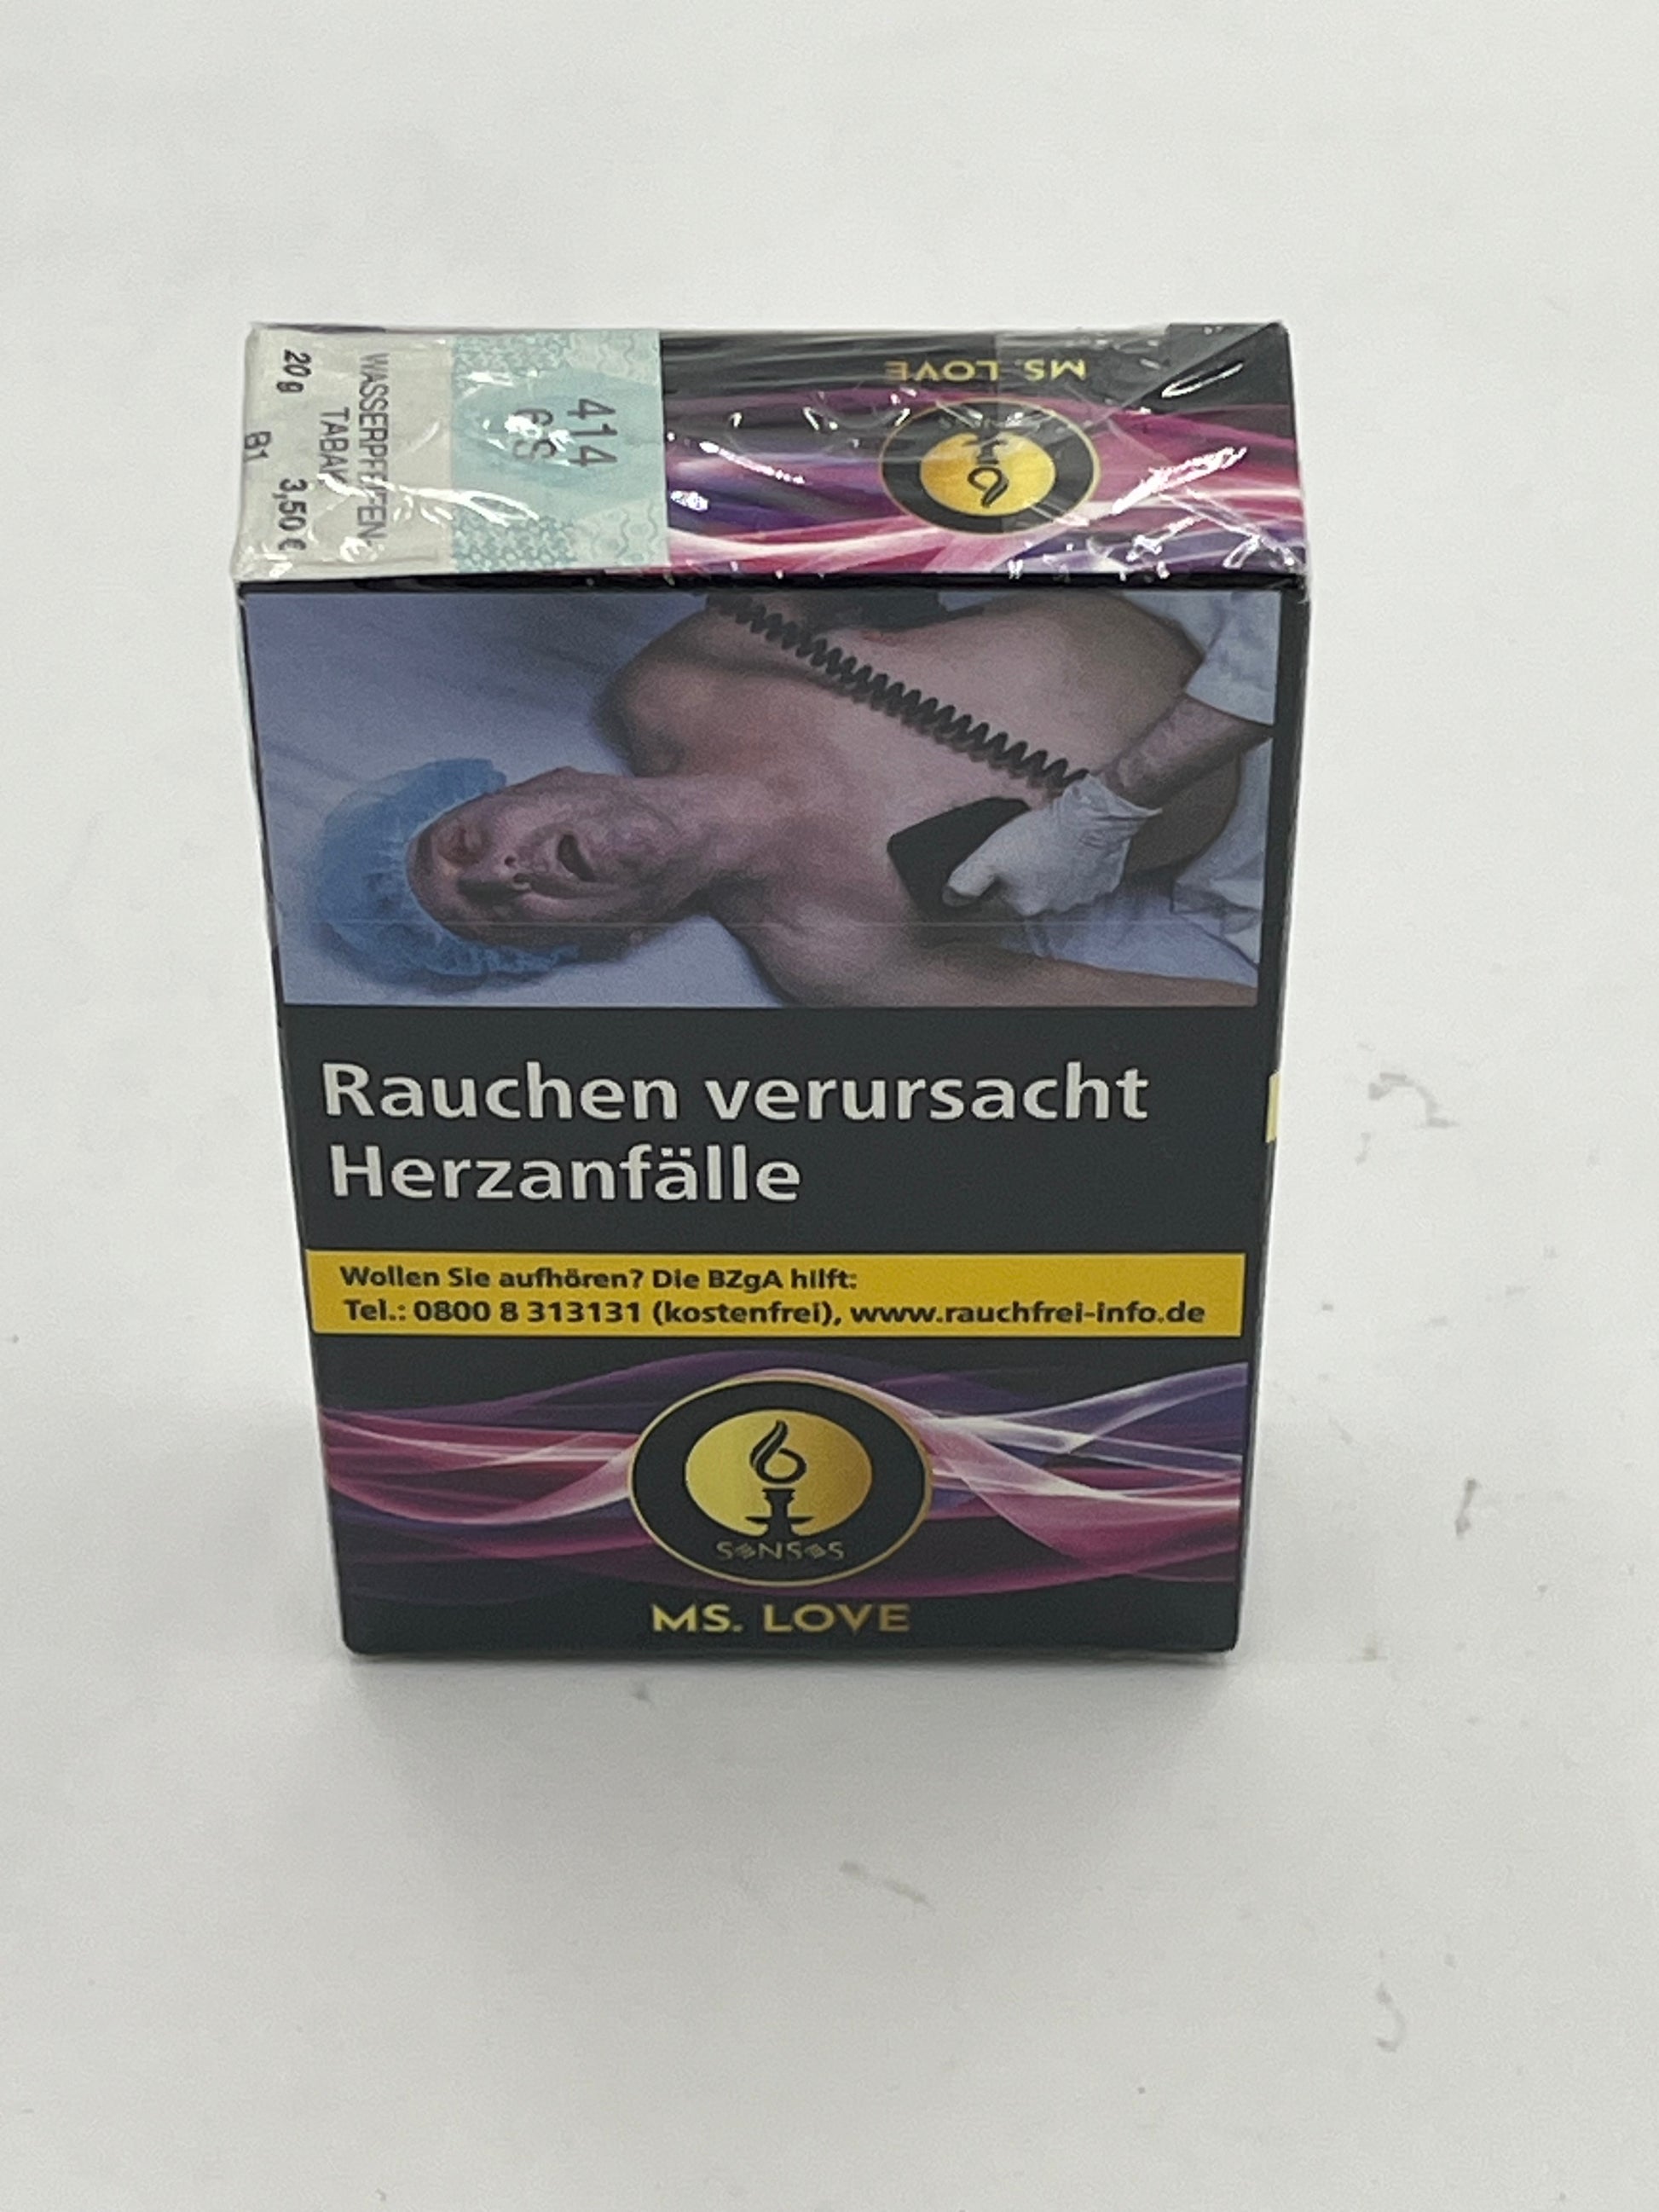 20 g
3,50 €
B1
WASSERPFEIFEN
TABAK
414
MS. LOVE
Rauchen verursacht
Herzanfälle
Wollen Sie aufhören? Die BZgA hilft:
Tel.: 0800 8 313131 (kostenfrei), www.rauchfrei-info.de
SENSES
MS. LOVE